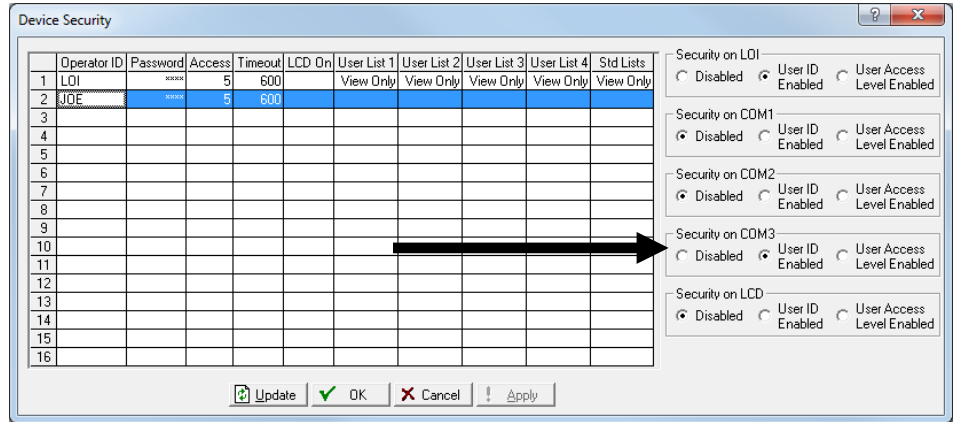 Device Security
Operator ID Password Access Timeout LCD On User List 1 User List 2 User List 3 User List 4 Std Lists
1 LOI **** 5 600 View Only View Only View Only View Only View Only
2 JOE **** 5 600
3
4
5
6
7
8
9
10
11
12
13
14
15
16
Security on LOI
Disabled User ID Enabled User Access Level Enabled
Security on COM1
Disabled User ID Enabled User Access Level Enabled
Security on COM2
Disabled User ID Enabled User Access Level Enabled
Security on COM3
Disabled User ID Enabled User Access Level Enabled
Security on LCD
Disabled User ID Enabled User Access Level Enabled
Update OK Cancel ! Apply